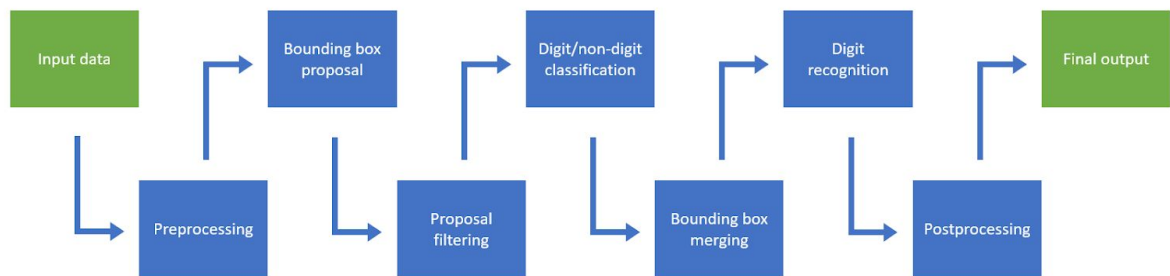 Input data
Preprocessing
Bounding box
proposal
Proposal
filtering
Digit/non-digit
classification
Bounding box
merging
Digit
recognition
Postprocessing
Final output